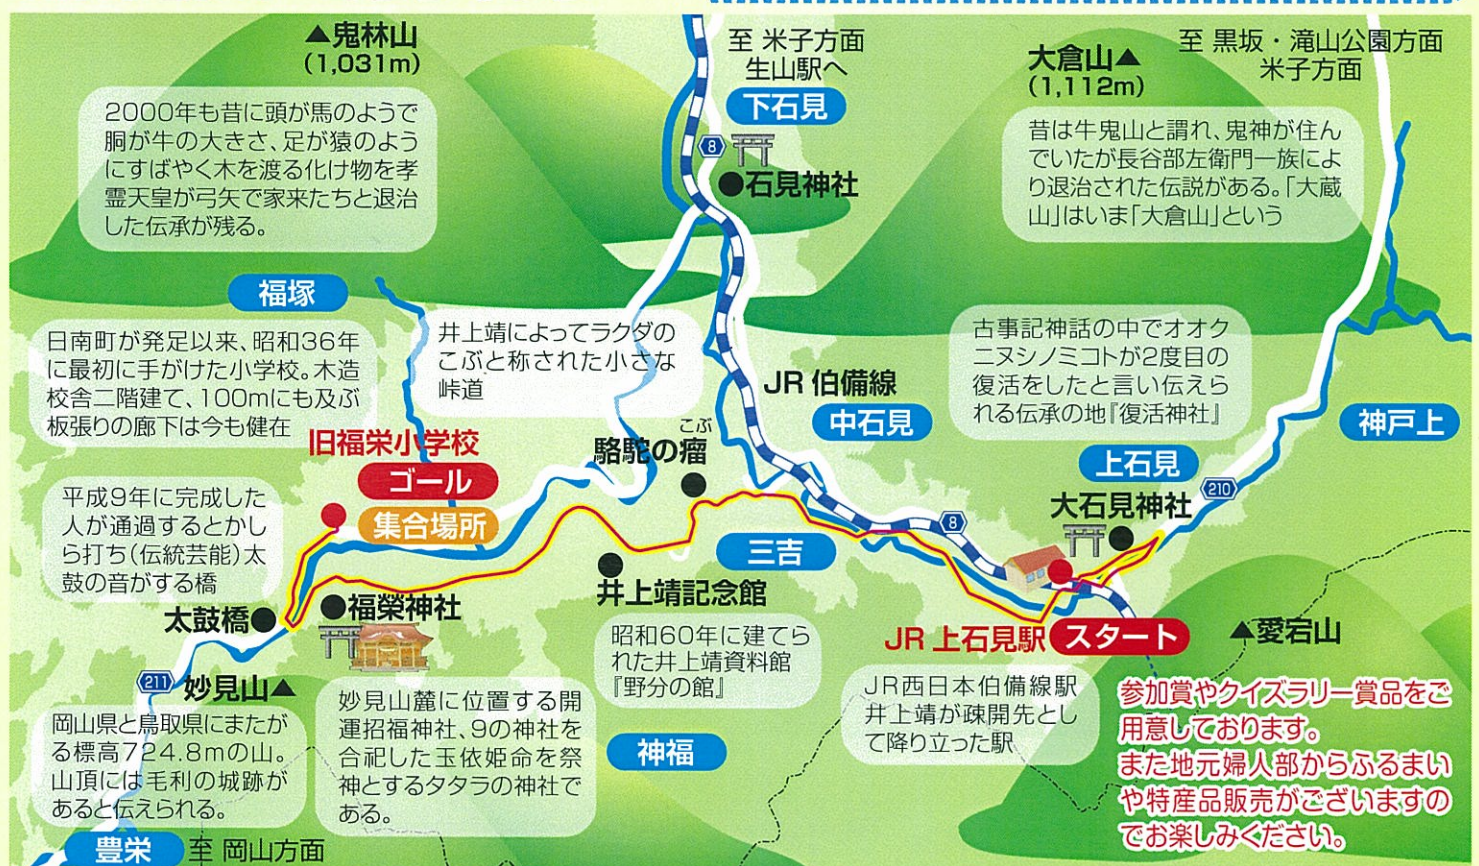 ▲鬼林山
(1,031m)
2000年も昔に頭が馬のようで
胴が牛の大きさ、足が猿のよう
にすばやく木を渡る化け物を孝
霊天皇が弓矢で家来たちと退治
した伝承が残る。
至 米子方面
生山駅へ
下石見
8
●石見神社
大倉山▲
(1,112m)
至 黒坂・滝山公園方面
米子方面
昔は牛鬼山と謂れ、鬼神が住ん
でいたが長谷部左衛門一族によ
り退治された伝説がある。「大蔵
山」はいま「大倉山」という
福塚
日南町が発足以来、昭和36年
に最初に手がけた小学校。木造
校舎二階建て、100mにも及ぶ
板張りの廊下は今も健在
井上靖によってラクダの
こぶと称された小さな
峠道
JR 伯備線
中石見
古事記神話の中でオオク
ニヌシノミコトが2度目の
復活をしたと言い伝えら
れる伝承の地『復活神社』
神戸上
上石見
210
大石見神社
旧福栄小学校
ゴール
集合場所
こぶ
駱駝の瘤
8
三吉
平成9年に完成した
人が通過するとかし
ら打ち(伝統芸能)太
鼓の音がする橋
太鼓橋●
●福榮神社
井上靖記念館
昭和60年に建てら
れた井上靖資料館
『野分の館』
JR 上石見駅
スタート
▲愛宕山
JR西日本伯備線駅
井上靖が疎開先とし
て降り立った駅
211
妙見山▲
岡山県と鳥取県にまたが
る標高724.8mの山。
山頂には毛利の城跡が
あると伝えられる。
妙見山麓に位置する開
運招福神社、9の神社を
合祀した玉依姫命を祭
神とするタタラの神社で
ある。
神福
参加賞やクイズラリー賞品をご
用意しております。
また地元婦人部からふるまい
や特産品販売がございますの
でお楽しみください。
豊栄
至 岡山方面